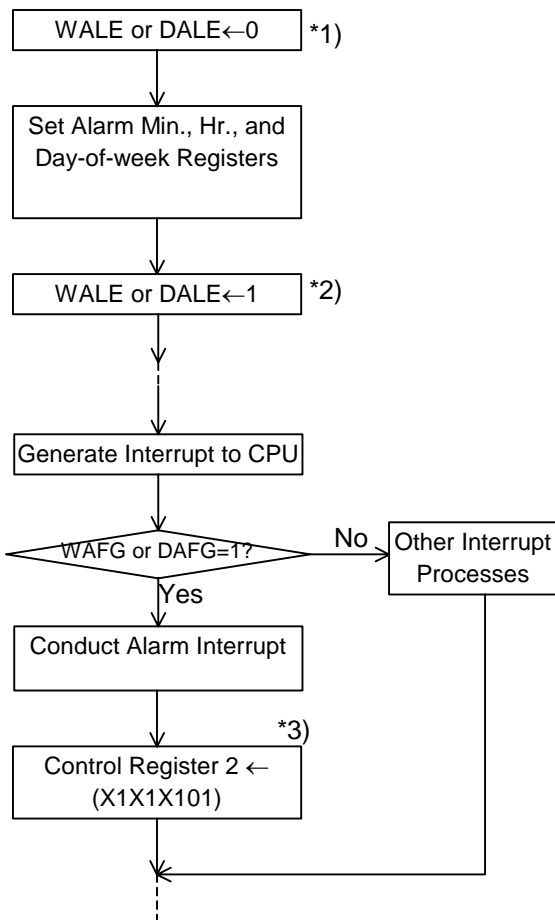 WALE or DALE←0
*1)
Set Alarm Min., Hr., and
Day-of-week Registers
WALE or DALE←1
*2)
Generate Interrupt to CPU
WAFG or DAFG=1?
No
Other Interrupt
Processes
Yes
Conduct Alarm Interrupt
*3)
Control Register 2 ←
(X1X1X101)